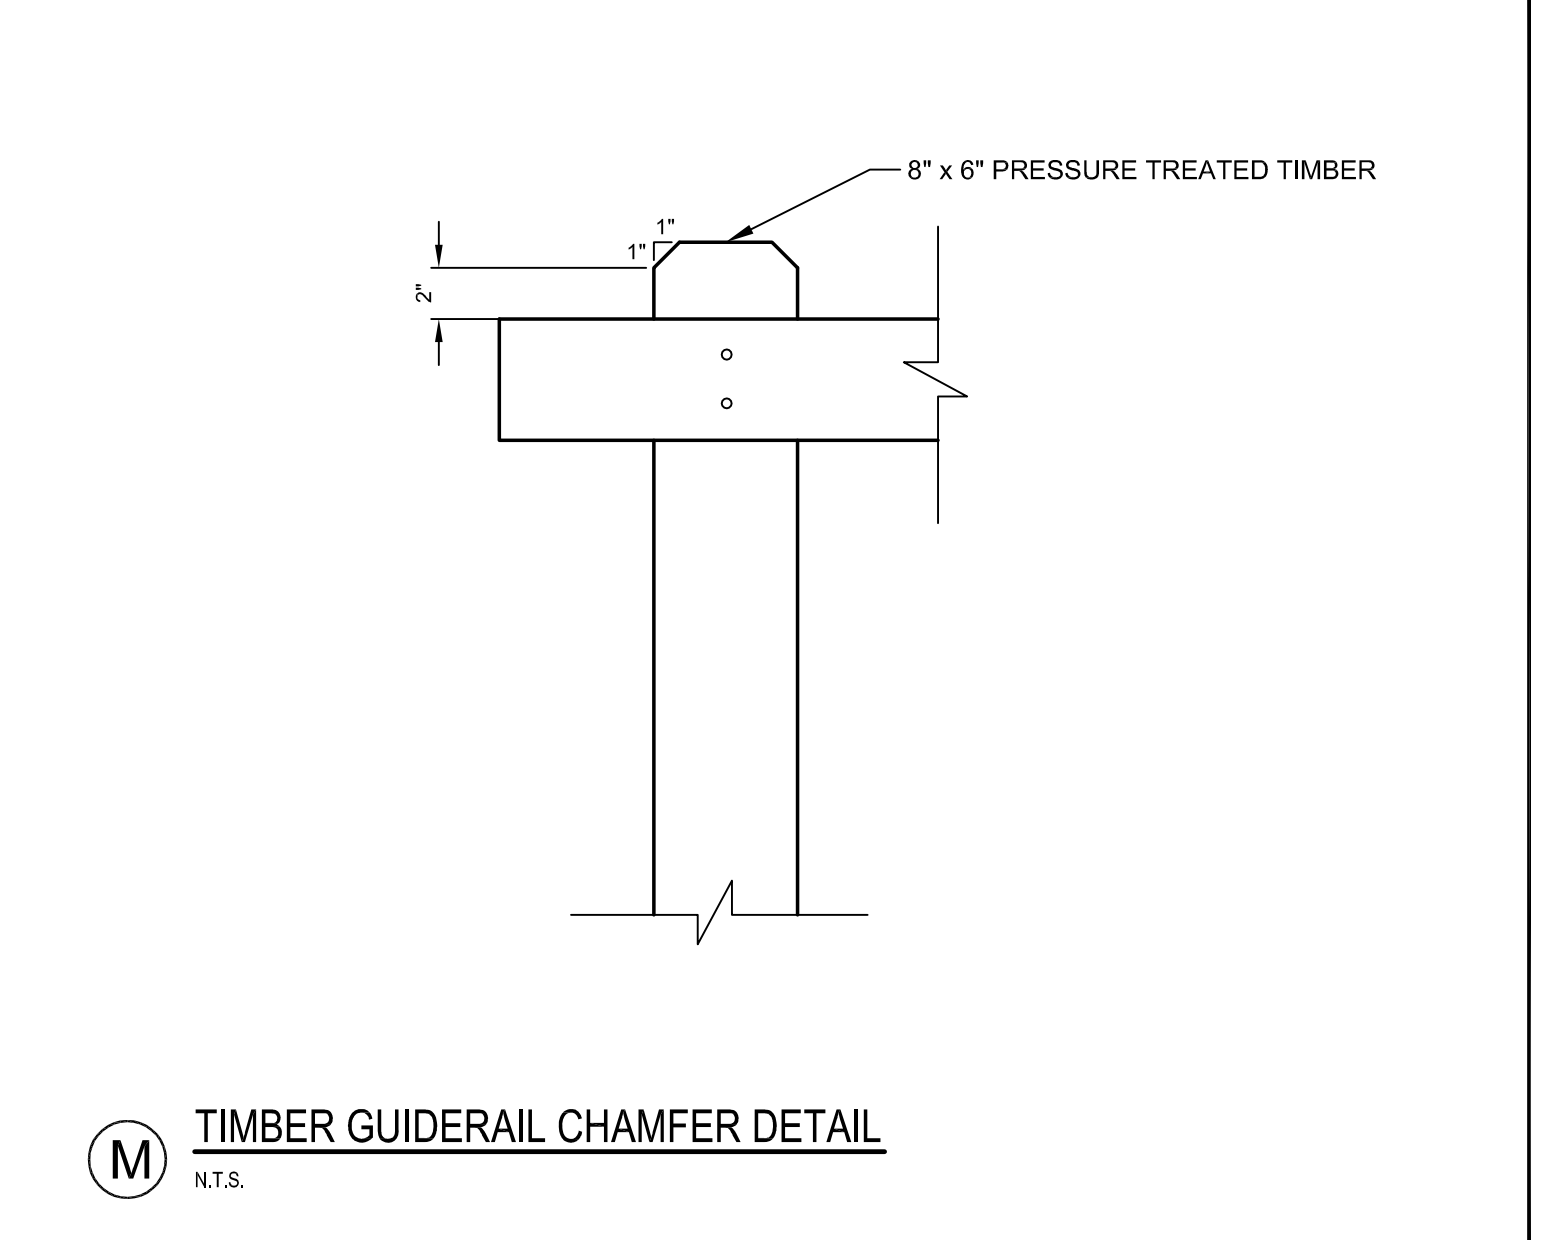 8" x 6" PRESSURE TREATED TIMBER
1"
1"
2"
TIMBER GUIDERAIL CHAMFER DETAIL
M
N.T.S.